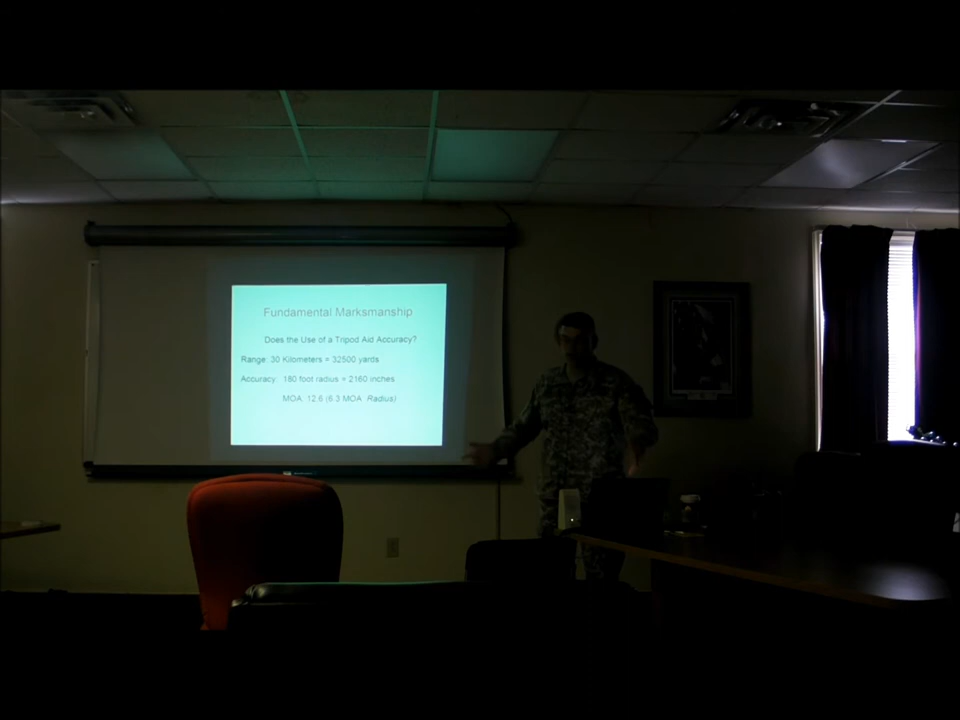 Fundamental Marksmanship
Does the Use of a Tripod Aid Accuracy?
Range: 30 Kilometers = 32500 yards
Accuracy: 180 foot radius = 2160 inches
MOA: 12.6 (6.3 MOA Radius)